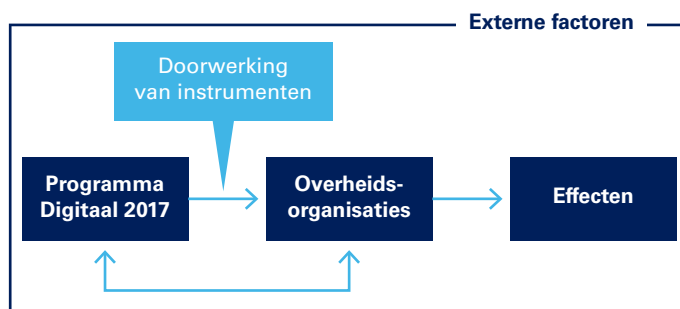 Externe factoren
Doorwerking
van instrumenten
Programma
Digitaal 2017
Overheids-
organisaties
Effecten